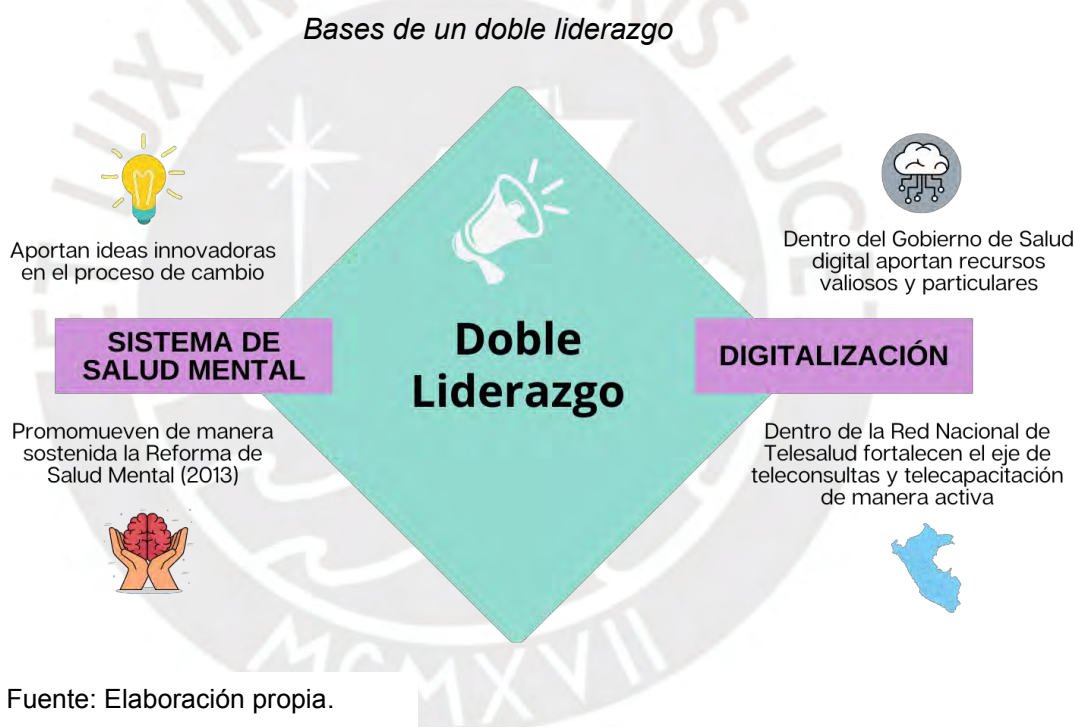 Bases de un doble liderazgo
Aportan ideas innovadoras
en el proceso de cambio
SISTEMA DE
SALUD MENTAL
Promomueven de manera
sostenida la Reforma de
Salud Mental (2013)
Doble
Liderazgo
Dentro del Gobierno de Salud
digital aportan recursos
valiosos y particulares
DIGITALIZACIÓN
Dentro de la Red Nacional de
Telesalud fortalecen el eje de
teleconsultas y telecapacitación
de manera activa
Fuente: Elaboración propia.
MCMXVII